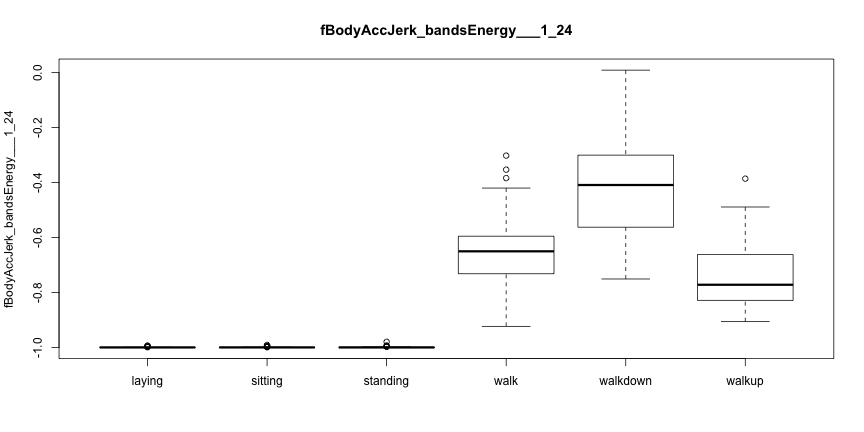 fBodyAccJerk_bandsEnergy___1_24
fBodyAccJerk_bandsEnergy___1_24
0.0
-0.2
-0.4
-0.6
-0.8
-1.0
laying sitting standing walk walkdown walkup